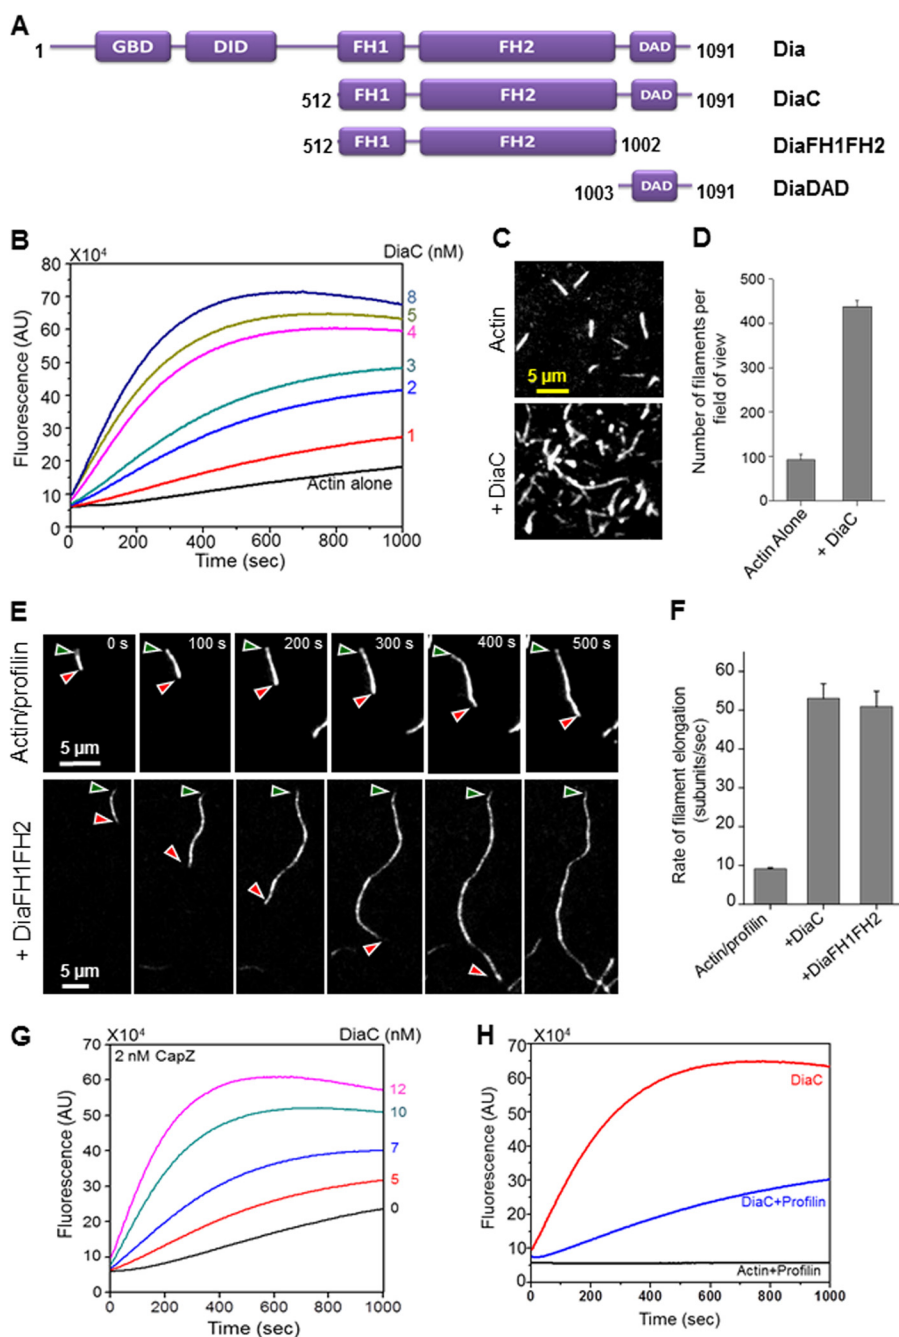 A
1 GBD DID FH1 FH2 DAD 1091 Dia
512 FH1 FH2 DAD 1091 DiaC
512 FH1 FH2 1002 DiaFH1FH2
1003 DAD 1091 DiaDAD
B
X10⁴
DiaC (nM)
80
70
60
50
40
30
20
10
0
Fluorescence (AU)
8
5
4
3
2
1
Actin alone
0 200 400 600 800 1000
Time (sec)
C
Actin
5 µm
+ DiaC
D
Number of filaments per
field of view
500
400
300
200
100
0
Actin Alone
+ DiaC
E
Actin/profilin
0 s 100 s 200 s 300 s 400 s 500 s
5 µm
+ DiaFH1FH2
5 µm
F
Rate of filament elongation
(subunits/sec)
60
50
40
30
20
10
0
Actin/profilin
+DiaC
+DiaFH1FH2
G
X10⁴
DiaC (nM)
2 nM CapZ
70
60
50
40
30
20
10
0
Fluorescence (AU)
12
10
7
5
0
0 200 400 600 800 1000
Time (sec)
H
X10⁴
70
60
50
40
30
20
10
0
Fluorescence (AU)
DiaC
DiaC+Profilin
Actin+Profilin
0 200 400 600 800 1000
Time (sec)